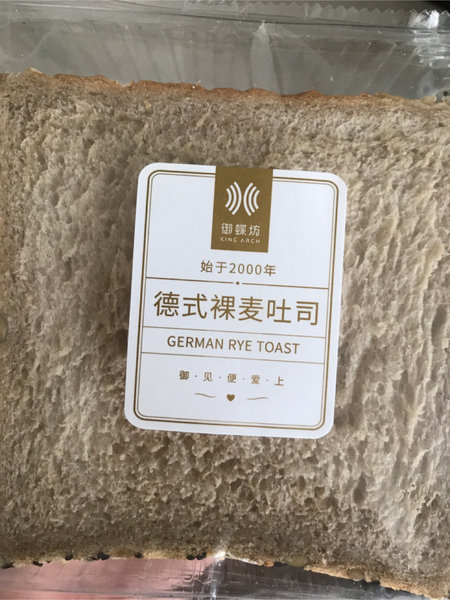 御蝶坊
KING ARCH
始于2000年
德式裸麦吐司
GERMAN RYE TOAST
御·见·便·爱·上